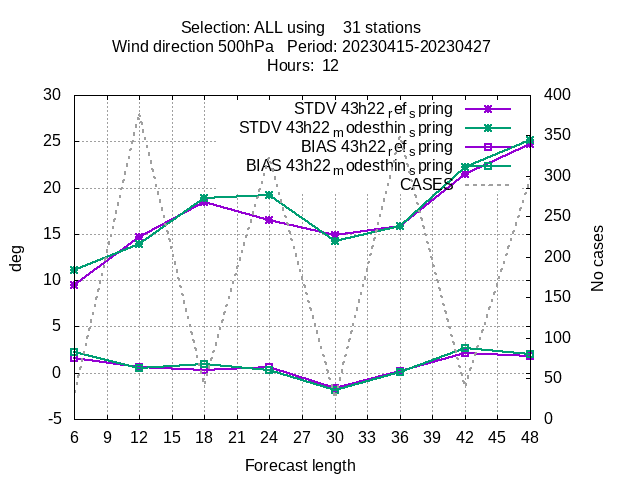 Selection: ALL using 31 stations
Wind direction 500hPa Period: 20230415-20230427
Hours: 12
30 400
STDV 43h22_ref_spring
STDV 43h22_modesthin_spring
BIAS 43h22_ref_spring
BIAS 43h22_modesthin_spring
CASES
25 350
20 300
15 250
10 200
5 150
0 100
-5 50
0
deg
No cases
6 9 12 15 18 21 24 27 30 33 36 39 42 45 48
Forecast length